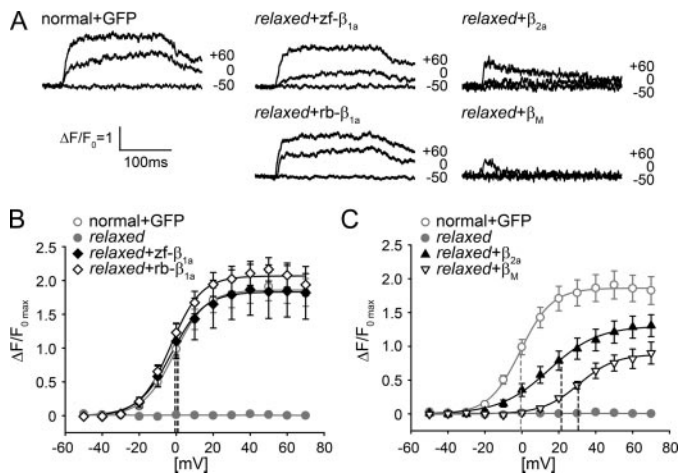 A
normal+GFP
+60
0
-50
relaxed+zf-β1a
+60
0
-50
relaxed+β2a
+60
0
-50
ΔF/F0=1
100ms
relaxed+rb-β1a
+60
0
-50
relaxed+βM
+60
0
-50
B
normal+GFP
relaxed
relaxed+zf-β1a
relaxed+rb-β1a
ΔF/F0 max
2.5
2.0
1.5
1.0
0.5
0
-60 -40 -20 0 20 40 60 80
[mV]
C
normal+GFP
relaxed
relaxed+β2a
relaxed+βM
ΔF/F0 max
2.5
2.0
1.5
1.0
0.5
0
-60 -40 -20 0 20 40 60 80
[mV]